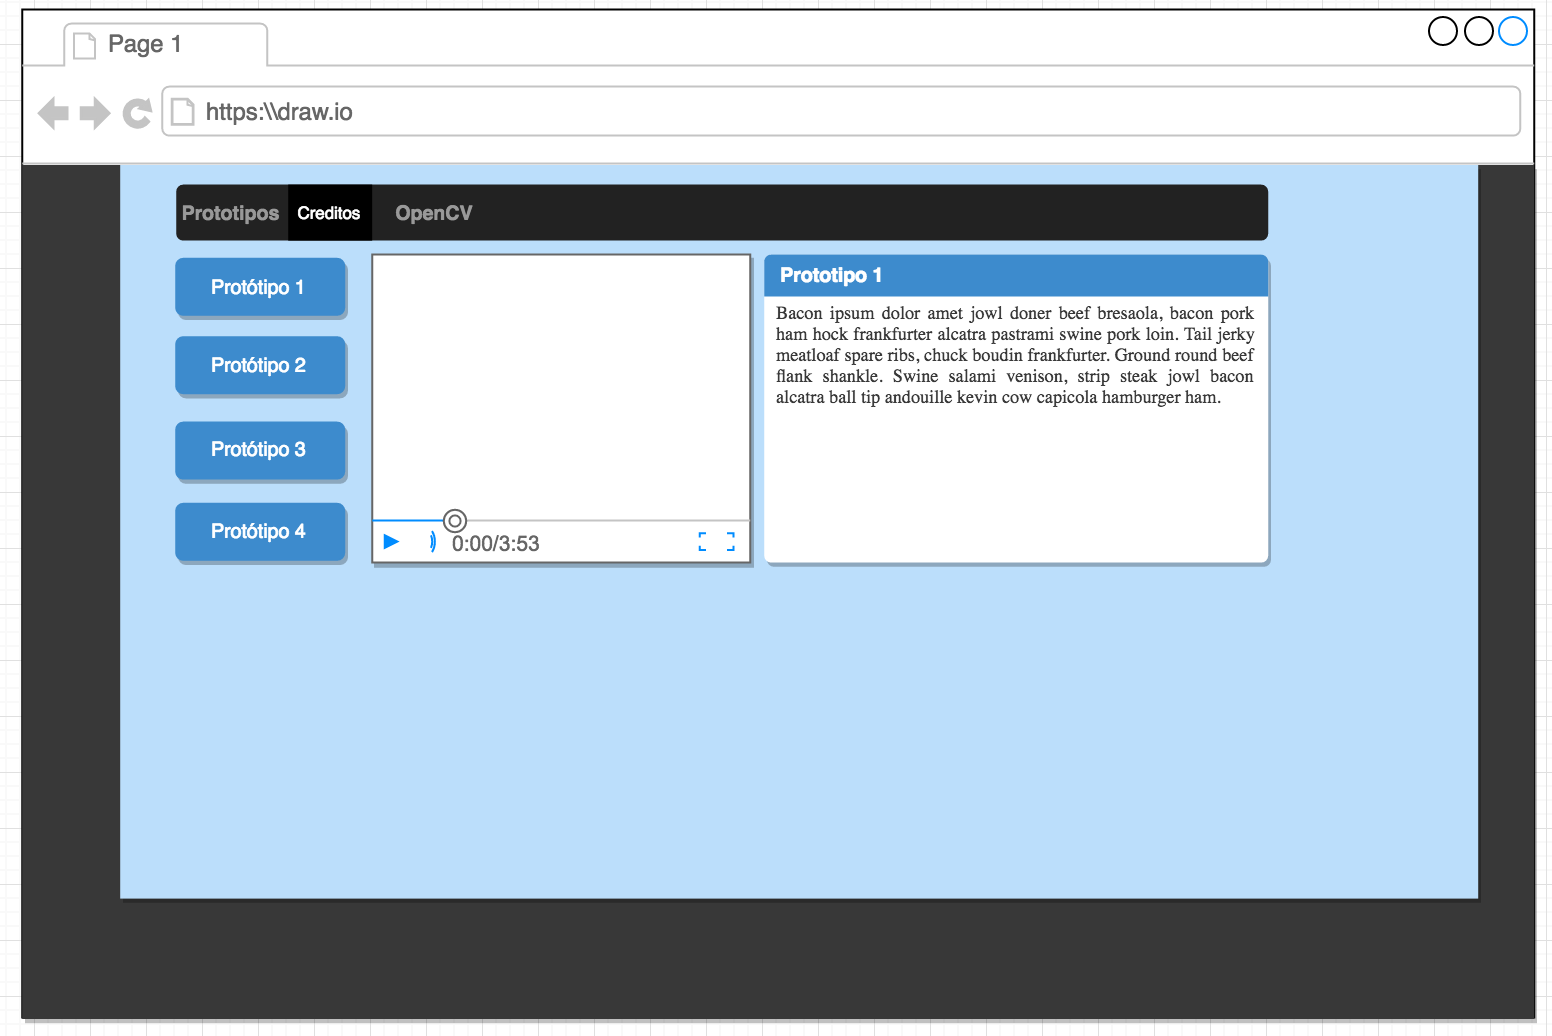 Page 1
https:\\draw.io
Prototipos Creditos OpenCV
Protótipo 1
Protótipo 2
Protótipo 3
Protótipo 4
0:00/3:53
Prototipo 1
Bacon ipsum dolor amet jowl doner beef bresaola, bacon pork
ham hock frankfurter alcatra pastrami swine pork loin. Tail jerky
meatloaf spare ribs, chuck boudin frankfurter. Ground round beef
flank shankle. Swine salami venison, strip steak jowl bacon
alcatra ball tip andouille kevin cow capicola hamburger ham.